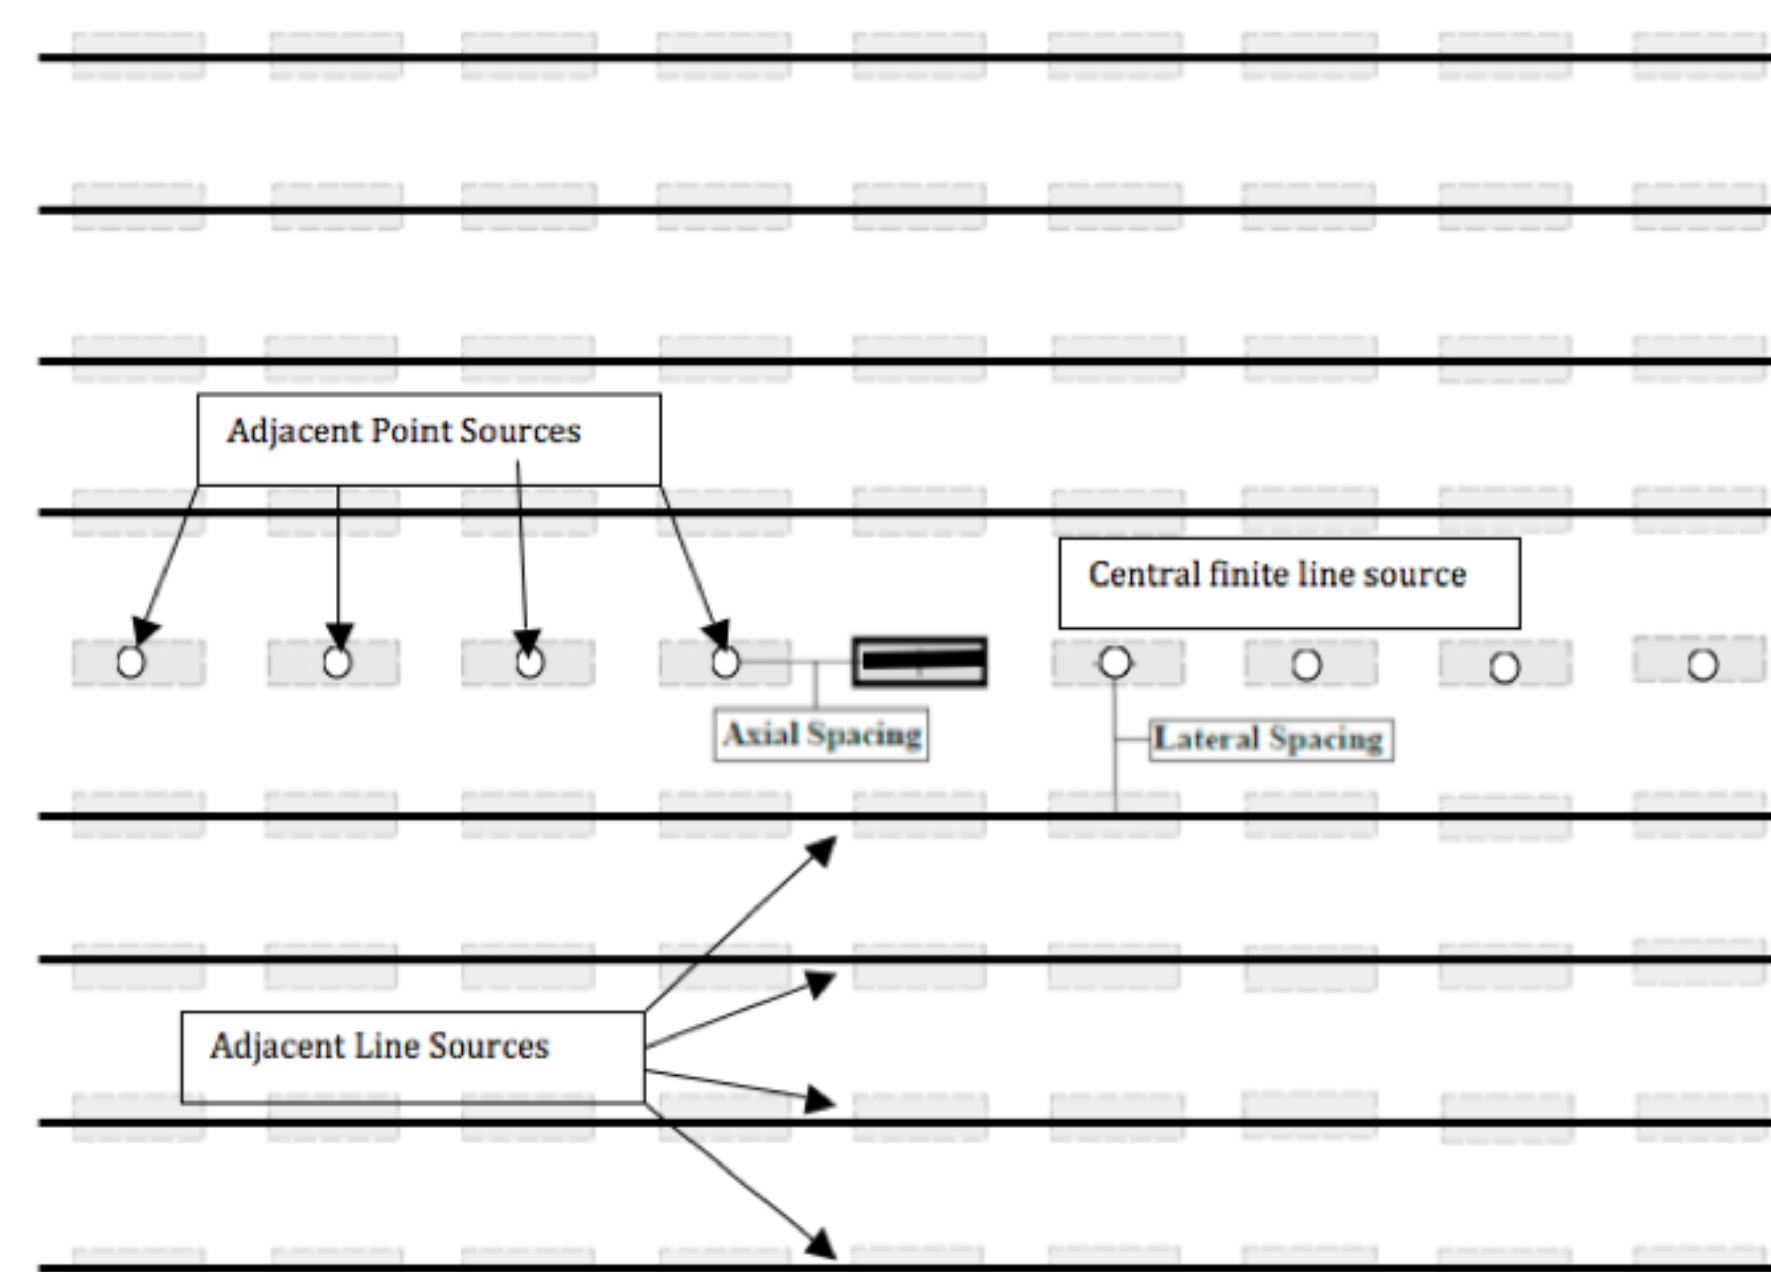 Adjacent Point Sources
Central finite line source
Axial Spacing
Lateral Spacing
Adjacent Line Sources